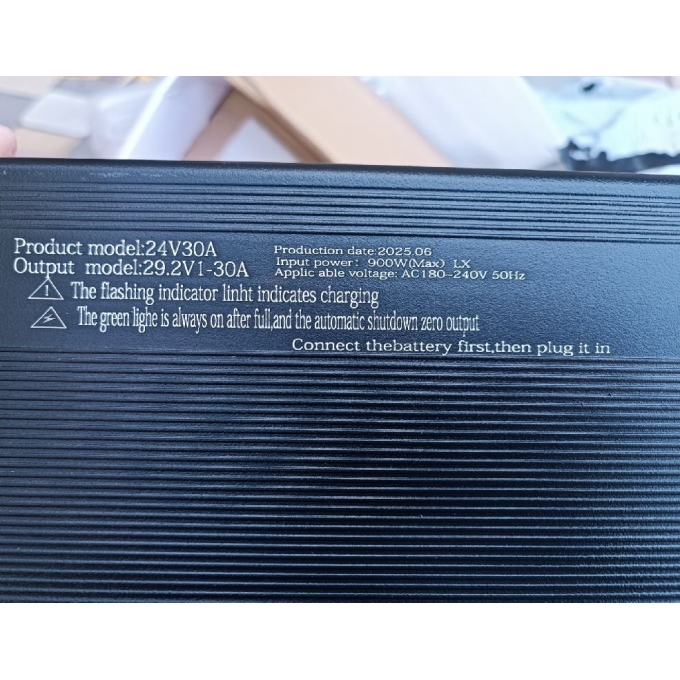 Product model:24V30A
Output model:29.2V1-30A
Production date:2025.06
Input power: 900W(Max) LX
Applic able voltage: AC180-240V 50Hz
The flashing indicator linht indicates charging
The green lighe is always on after full,and the automatic shutdown zero output
Connect thebattery first,then plug it in